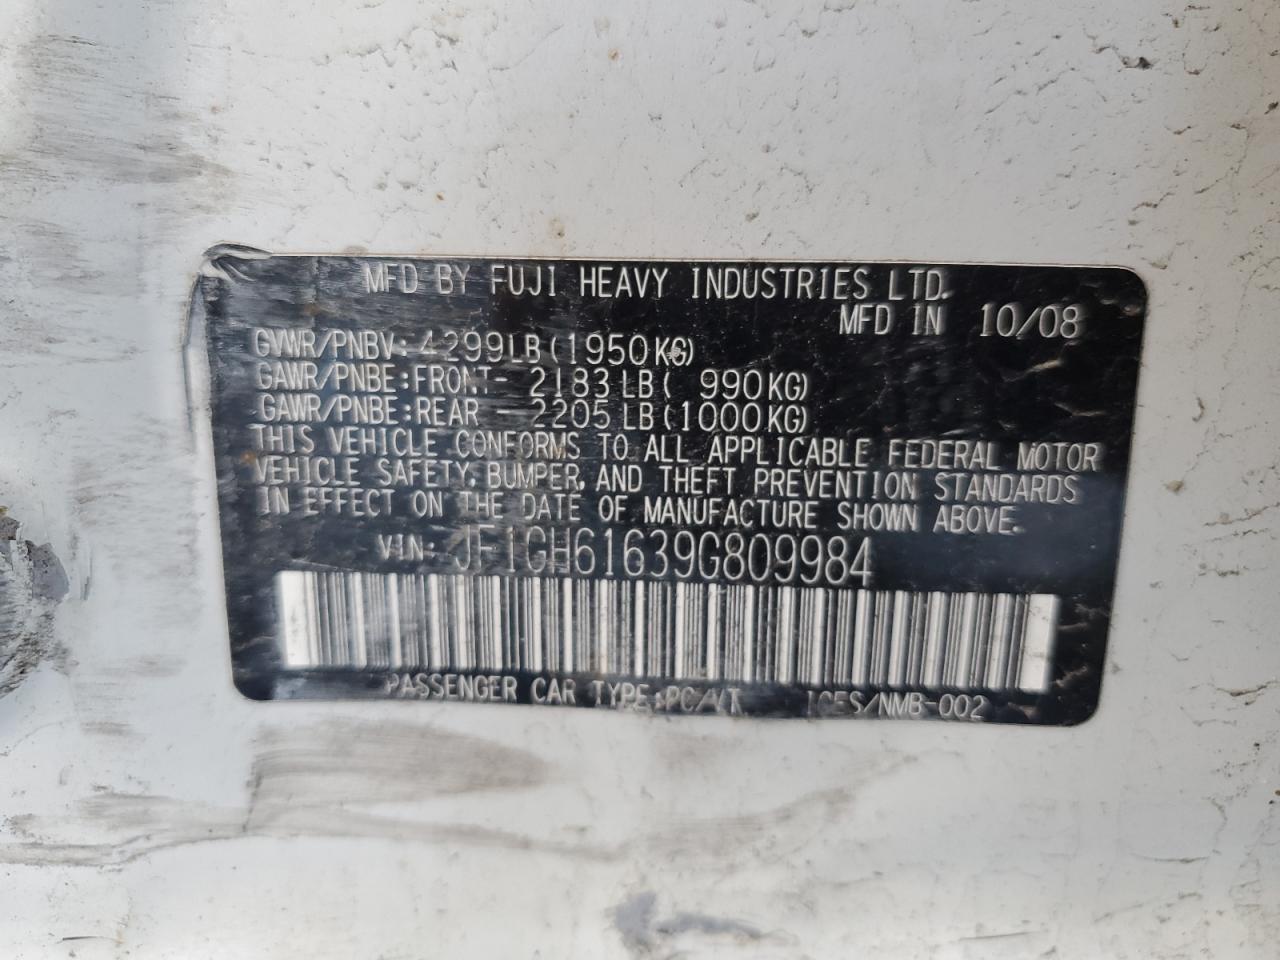 MFD BY FUJI HEAVY INDUSTRIES LTD.
MFD IN 10/08
GVWR/PNBV: 4299LB (1950KG)
GAWR/PNBE:FRONT- 2183LB( 990KG)
GAWR/PNBE:REAR - 2205LB(1000KG)
THIS VEHICLE CONFORMS TO ALL APPLICABLE FEDERAL MOTOR
VEHICLE SAFETY, BUMPER, AND THEFT PREVENTION STANDARDS
IN EFFECT ON THE DATE OF MANUFACTURE SHOWN ABOVE.
VIN: JF1GH61639G809984
PASSENGER CAR TYPE:PC/VT ICES/NMB-002